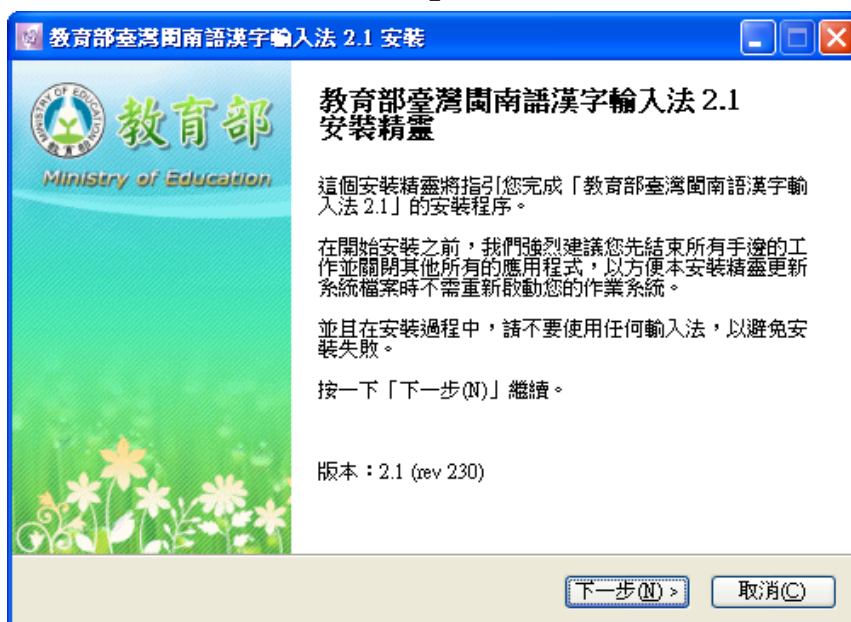 教育部臺灣閩南語漢字輸入法 2.1 安裝
MINISTRY OF EDUCATION
教育部
教育部
Ministry of Education
教育部臺灣閩南語漢字輸入法 2.1
安裝精靈
這個安裝精靈將指引您完成「教育部臺灣閩南語漢字輸
入法 2.1」的安裝程序。
在開始安裝之前，我們強烈建議您先結束所有手邊的工
作並關閉其他所有的應用程式，以方便本安裝精靈更新
系統檔案時不需重新啟動您的作業系統。
並且在安裝過程中，請不要使用任何輸入法，以避免安
裝失敗。
按一下「下一步(N)」繼續。
版本：2.1 (rev 230)
下一步(N) >
取消(C)